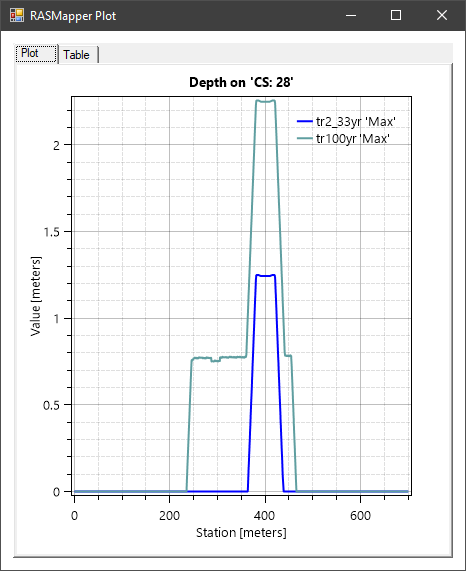 RASMapper Plot
Plot Table
Depth on 'CS: 28'
tr2_33yr 'Max'
tr100yr 'Max'
2
1.5
1
0.5
0
Value [meters]
0 200 400 600
Station [meters]